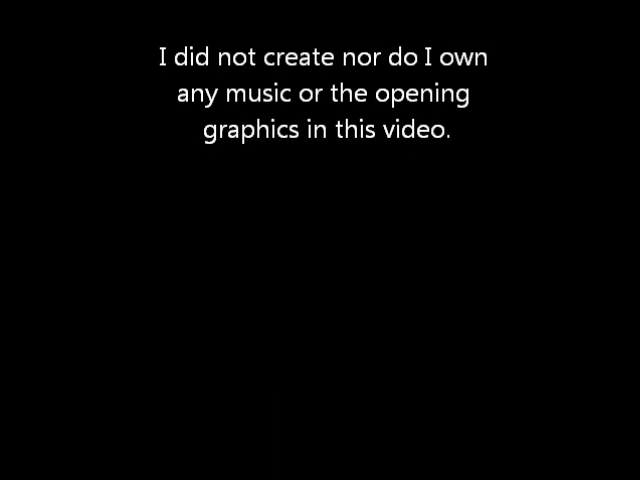 I did not create nor do I own
any music or the opening
graphics in this video.